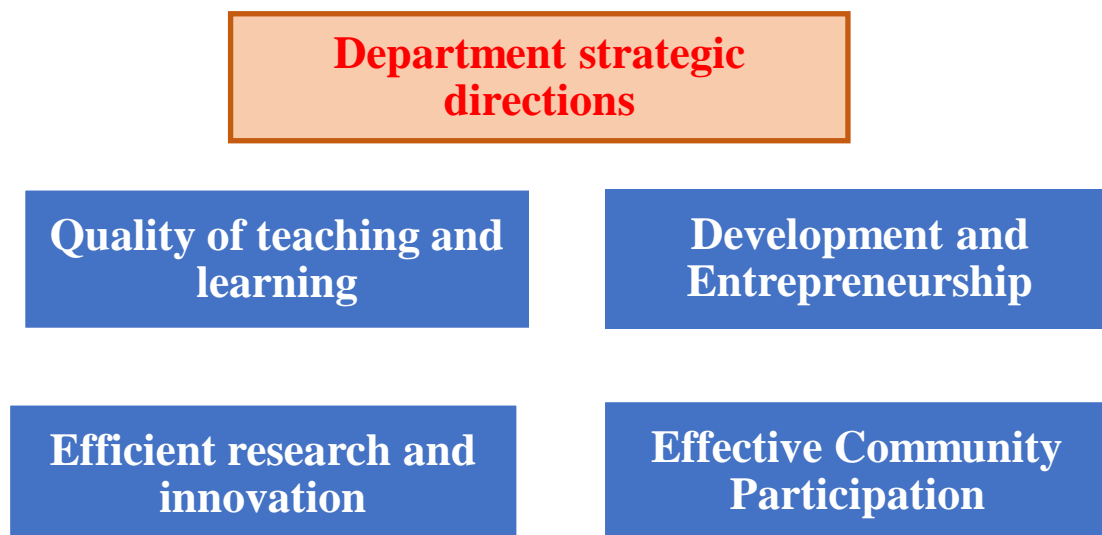 Department strategic
directions
Quality of teaching and
learning
Development and
Entrepreneurship
Efficient research and
innovation
Effective Community
Participation